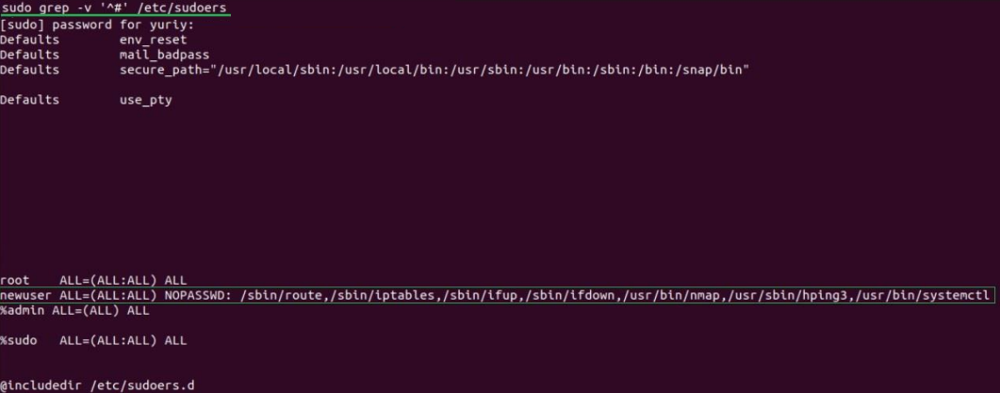 sudo grep -v '^#' /etc/sudoers
[sudo] password for yuriy:
Defaults        env_reset
Defaults        mail_badpass
Defaults        secure_path="/usr/local/sbin:/usr/local/bin:/usr/sbin:/usr/bin:/sbin:/bin:/snap/bin"
Defaults        use_pty
root    ALL=(ALL:ALL) ALL
newuser ALL=(ALL:ALL) NOPASSWD: /sbin/route,/sbin/iptables,/sbin/ifup,/sbin/ifdown,/usr/bin/nmap,/usr/sbin/hping3,/usr/bin/systemctl
%admin ALL=(ALL) ALL
%sudo   ALL=(ALL:ALL) ALL
@includedir /etc/sudoers.d